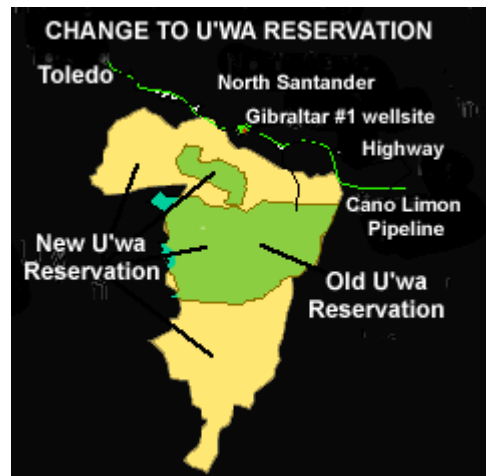 CHANGE TO U'WA RESERVATION
Toledo
North Santander
Gibraltar #1 wellsite
Highway
Cano Limon
Pipeline
New U'wa
Reservation
Old U'wa
Reservation